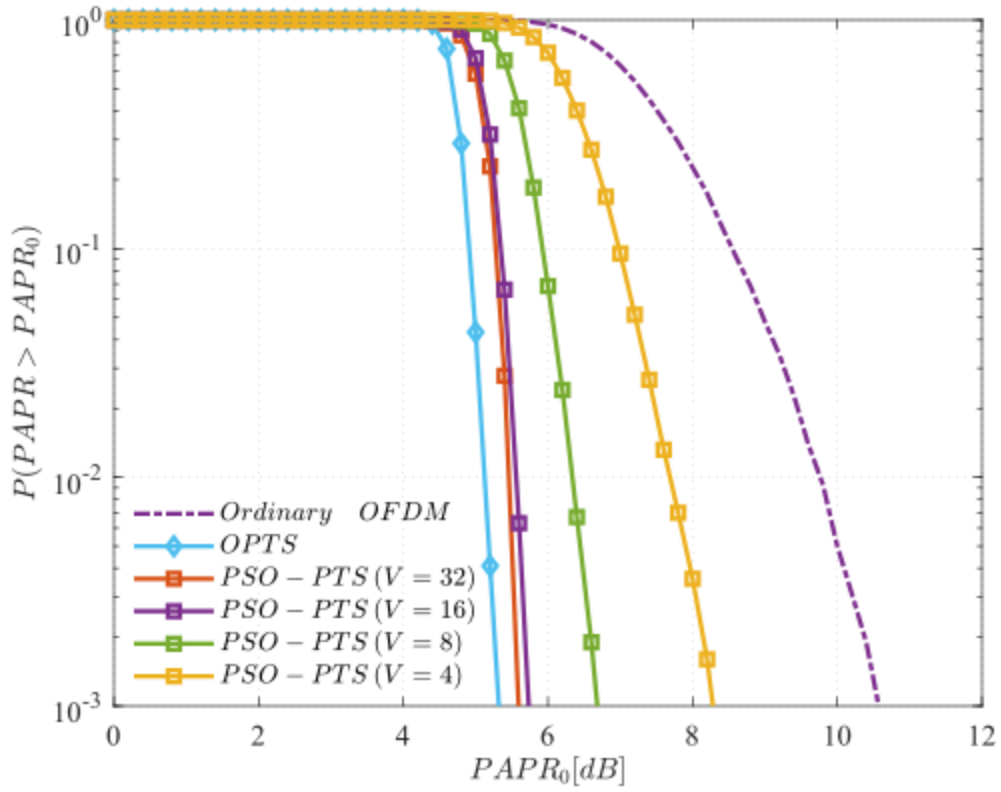 10^0
10^-1
10^-2
10^-3
P(PAPR > PAPR_0)
Ordinary OFDM
OPTS
PSO − PTS (V = 32)
PSO − PTS (V = 16)
PSO − PTS (V = 8)
PSO − PTS (V = 4)
0 2 4 6 8 10 12
PAPR_0[dB]